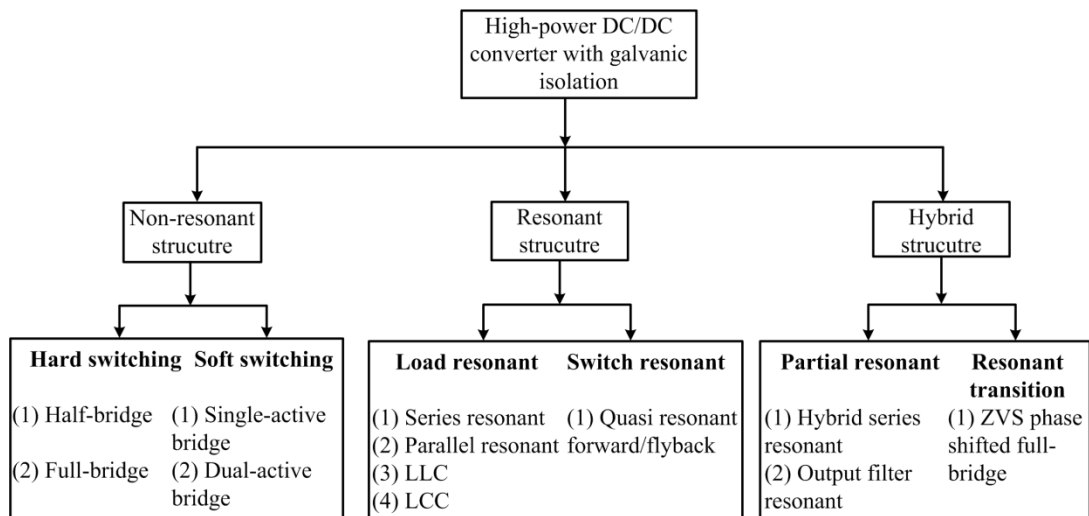 High-power DC/DC
converter with galvanic
isolation
Non-resonant
strucutre
Resonant
strucutre
Hybrid
strucutre
Hard switching
(1) Half-bridge
(2) Full-bridge
Soft switching
(1) Single-active
bridge
(2) Dual-active
bridge
Load resonant
(1) Series resonant
(2) Parallel resonant
(3) LLC
(4) LCC
Switch resonant
(1) Quasi resonant
forward/flyback
Partial resonant
(1) Hybrid series
resonant
(2) Output filter
resonant
Resonant
transition
(1) ZVS phase
shifted full-
bridge